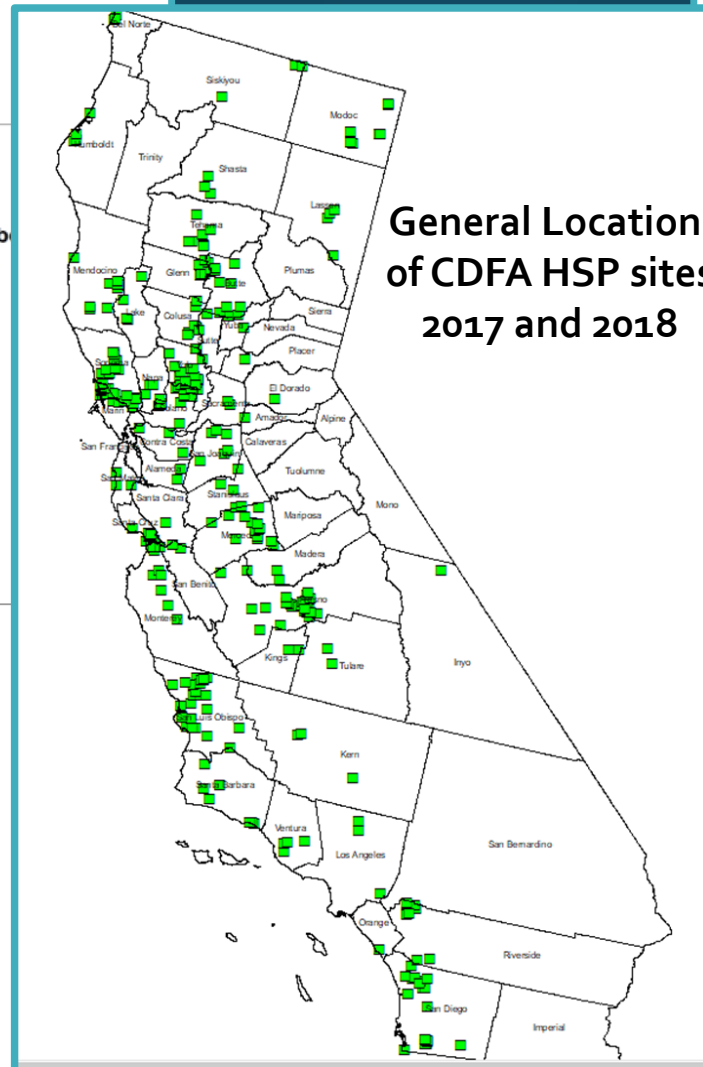 General Location
of CDFA HSP sites
2017 and 2018
Del Norte
Siskiyou
Modoc
umboldt
Trinity
Shasta
Lassen
Tehama
Mendocino
Glenn
Butte
Plumas
Lake
Colusa
Sierra
Yuba
Nevada
Sutter
Placer
Sonoma
Napa
Yolo
El Dorado
Solano
Sacramento
Marin
Amador
Alpine
Contra Costa
San Joaquin
Calaveras
San Francisco
Alameda
Tuolumne
San Mateo
Stanislaus
Santa Clara
Mono
Santa Cruz
Mariposa
Merced
Madera
San Benito
Fresno
Monterey
Kings
Tulare
Inyo
San Luis Obispo
Kern
Santa Barbara
Ventura
Los Angeles
San Bernardino
Orange
Riverside
San Diego
Imperial